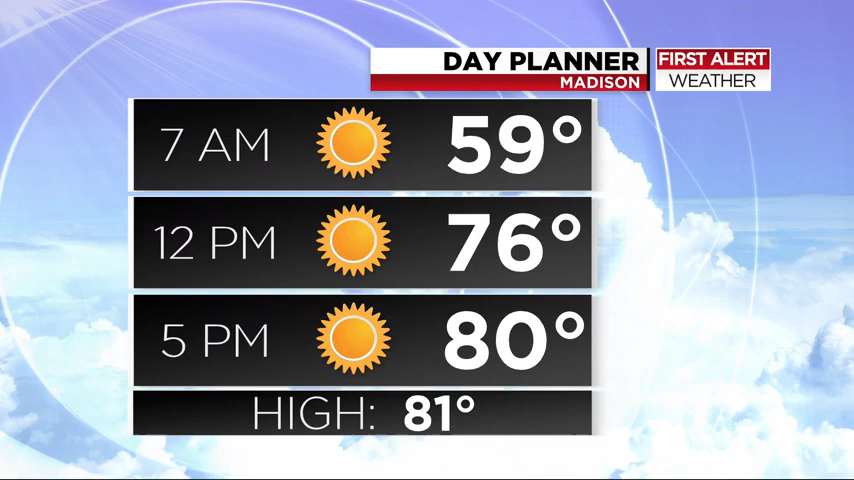 DAY PLANNER
MADISON
FIRST ALERT
WEATHER
7 AM 59°
12 PM 76°
5 PM 80°
HIGH: 81°